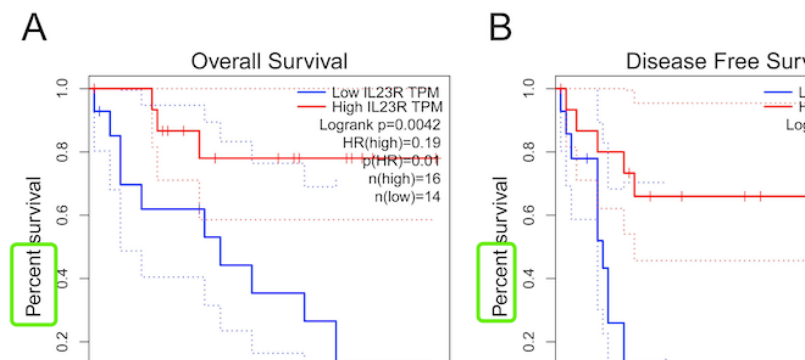 A
Overall Survival
Percent survival
1.0
0.8
0.6
0.4
0.2
Low IL23R TPM
High IL23R TPM
Logrank p=0.0042
HR(high)=0.19
p(HR)=0.01
n(high)=16
n(low)=14
B
Disease Free Surv
Percent survival
1.0
0.8
0.6
0.4
0.2
L
H
Log